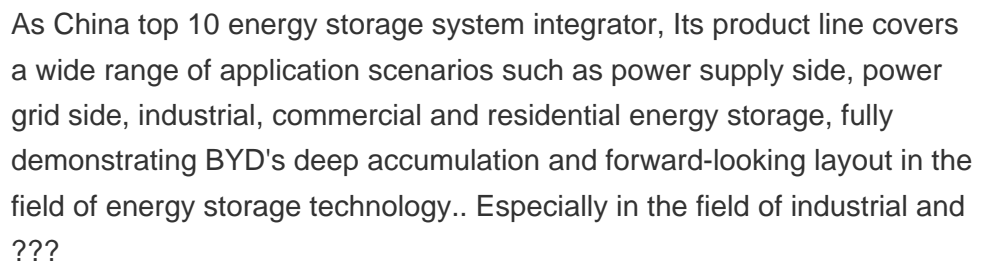 As China top 10 energy storage system integrator, Its product line covers
a wide range of application scenarios such as power supply side, power
grid side, industrial, commercial and residential energy storage, fully
demonstrating BYD's deep accumulation and forward-looking layout in the
field of energy storage technology.. Especially in the field of industrial and
???